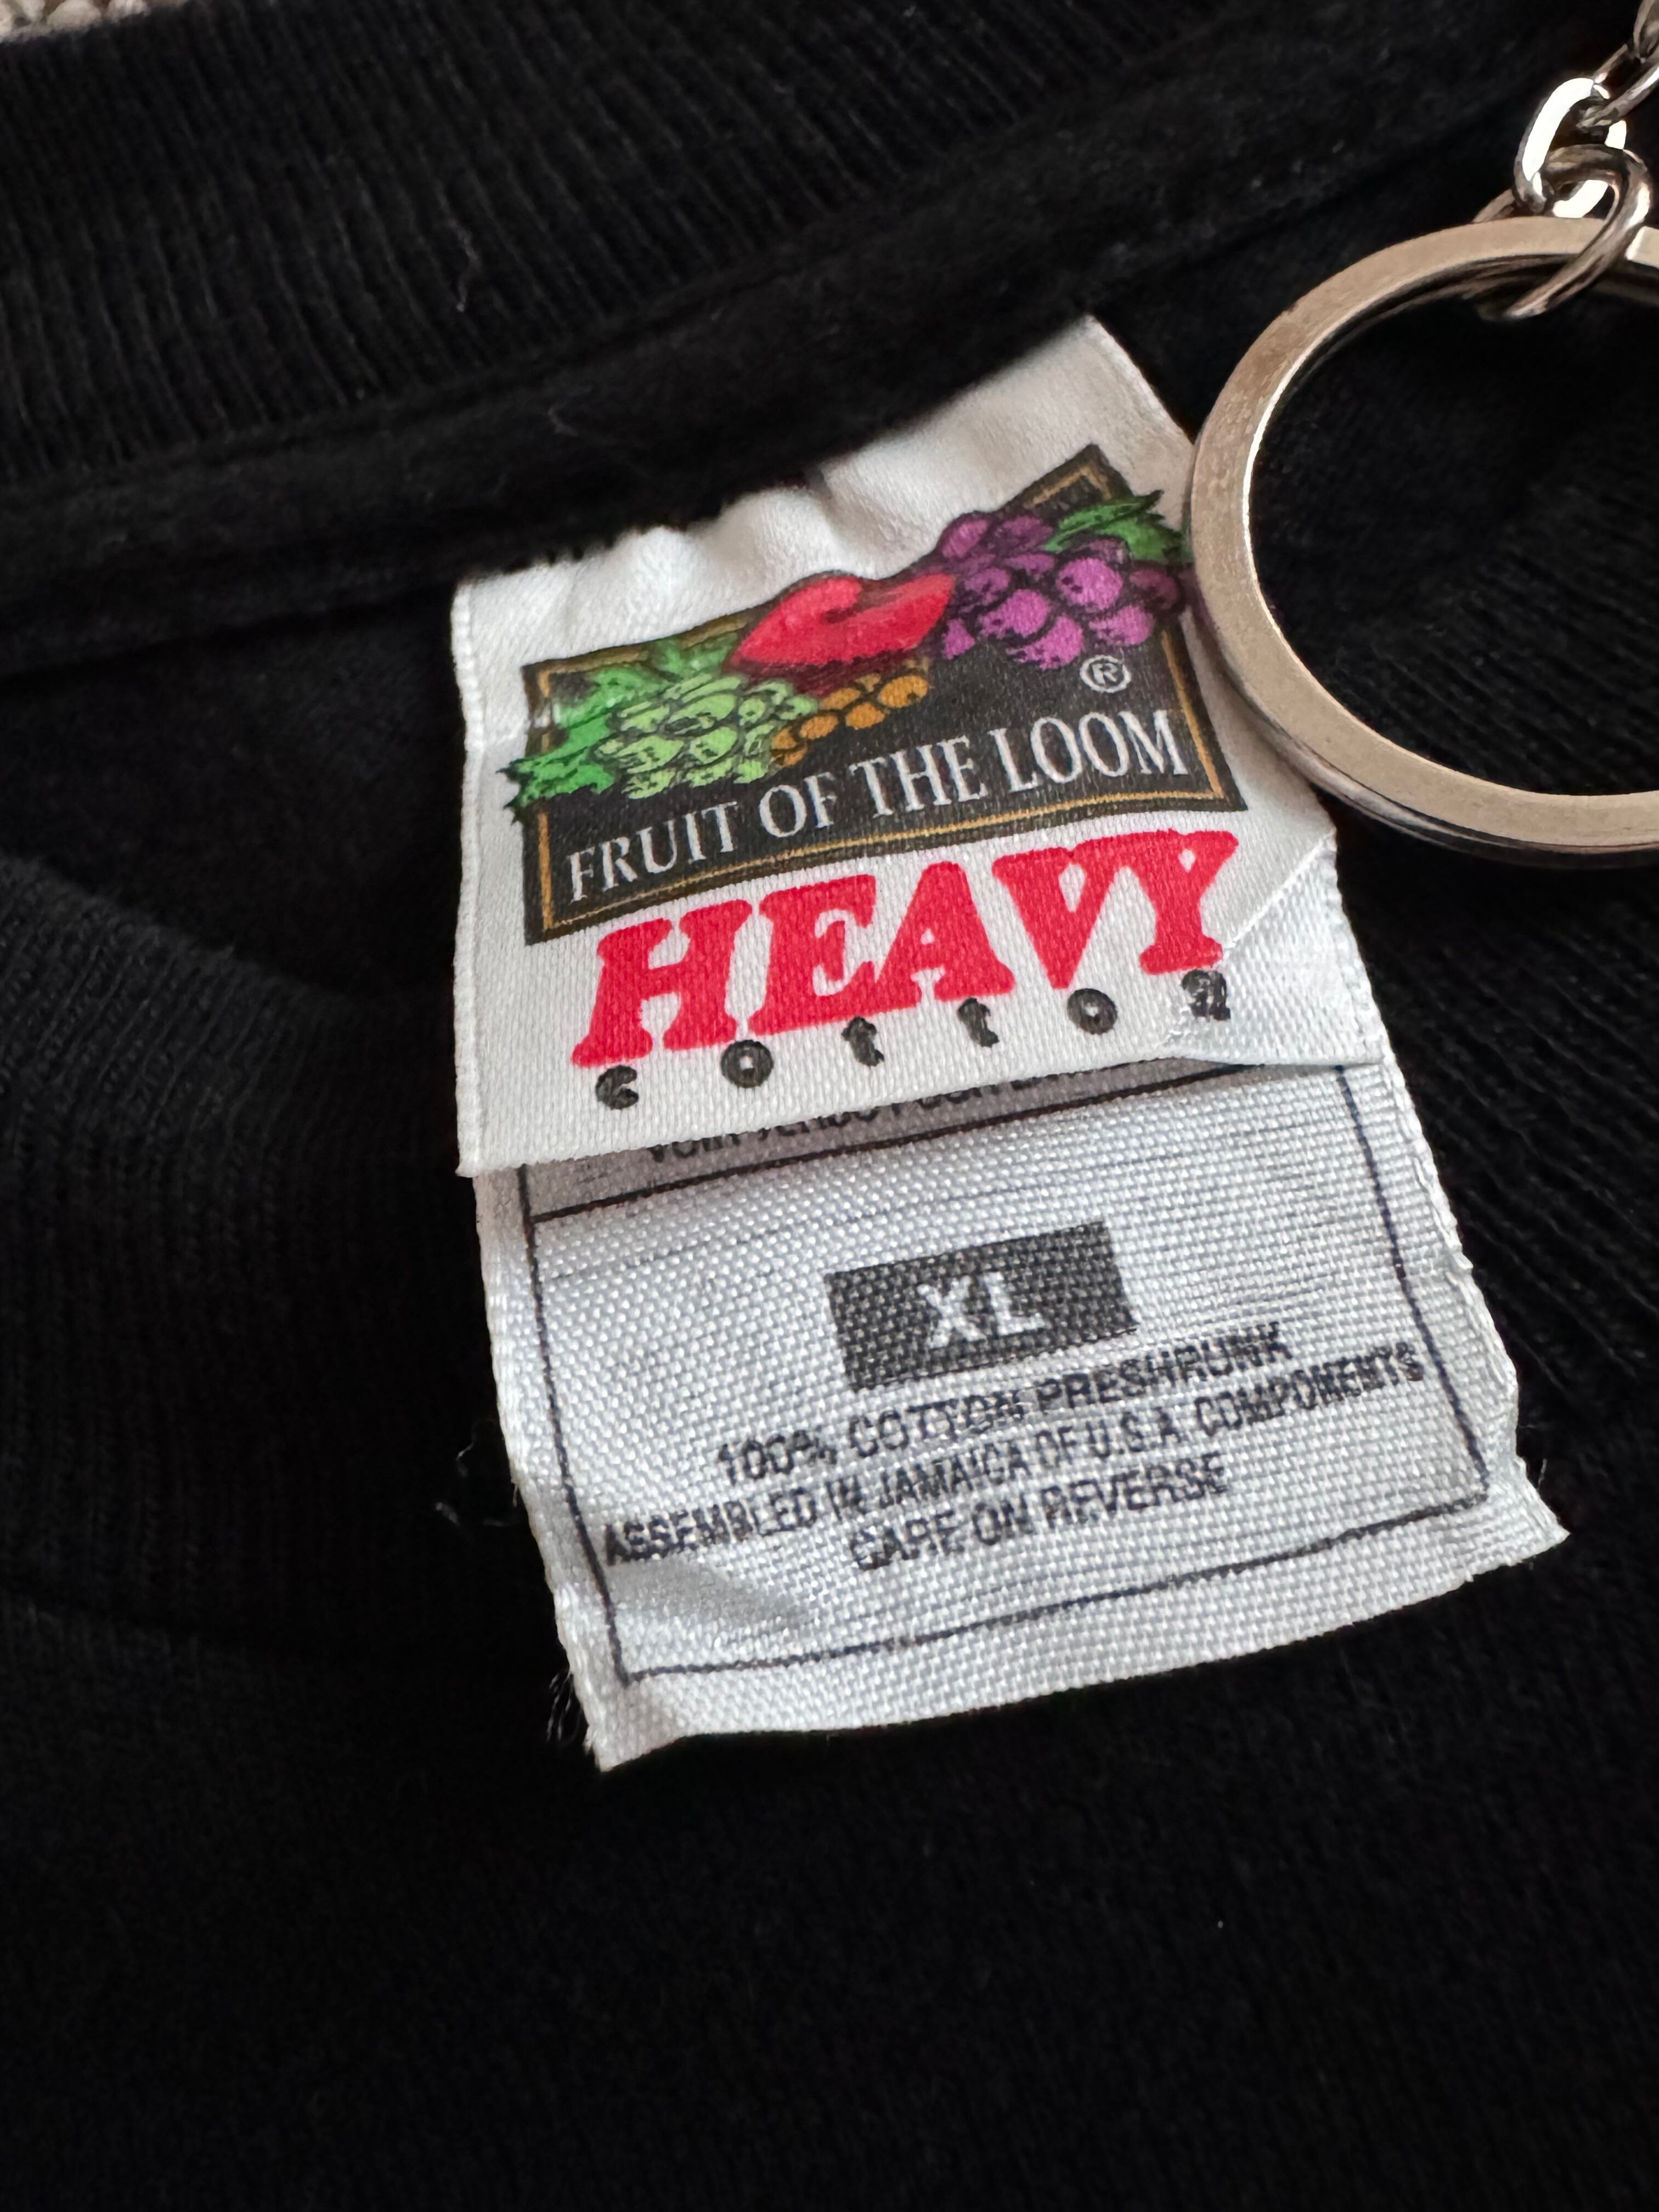 ®
FRUIT OF THE LOOM
HEAVY
cotton
XL
100% COTTON PRESHRUNK
ASSEMBLED IN JAMAICA OF U.S.A. COMPONENTS
CARE ON REVERSE